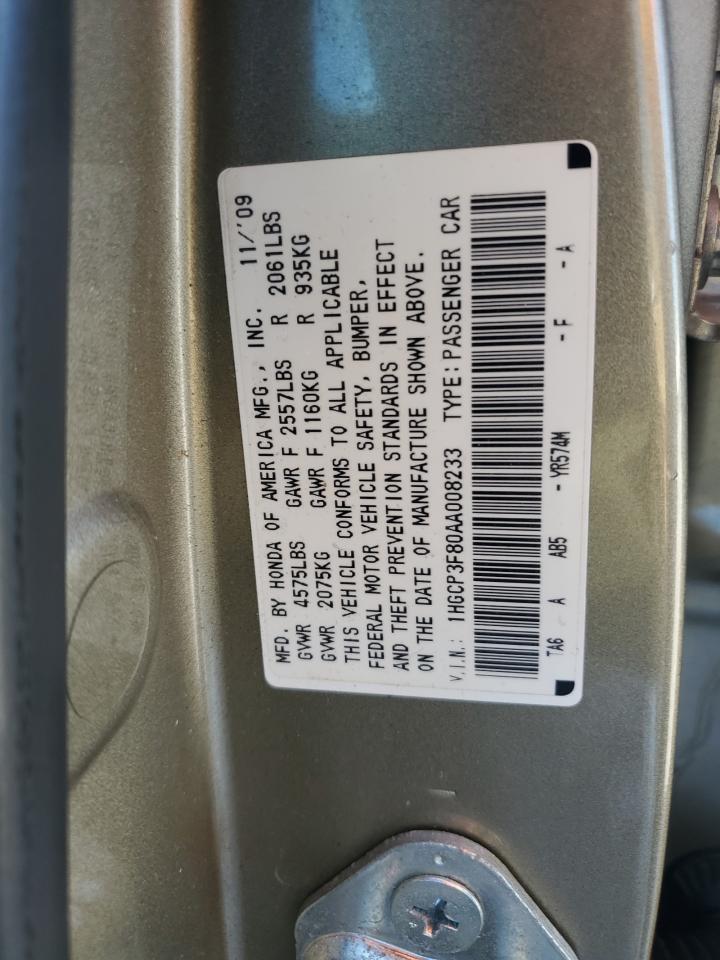 MFD. BY HONDA OF AMERICA MFG., INC. 11/'09
GVWR 4575LBS GAWR F 2557LBS R 2061LBS
GVWR 2075KG GAWR F 1160KG R 935KG
THIS VEHICLE CONFORMS TO ALL APPLICABLE
FEDERAL MOTOR VEHICLE SAFETY, BUMPER,
AND THEFT PREVENTION STANDARDS IN EFFECT
ON THE DATE OF MANUFACTURE SHOWN ABOVE.
V.I.N.: 1HGCP3F80AA008233 TYPE:PASSENGER CAR
TA6 A AB5 - YR574M - F - A